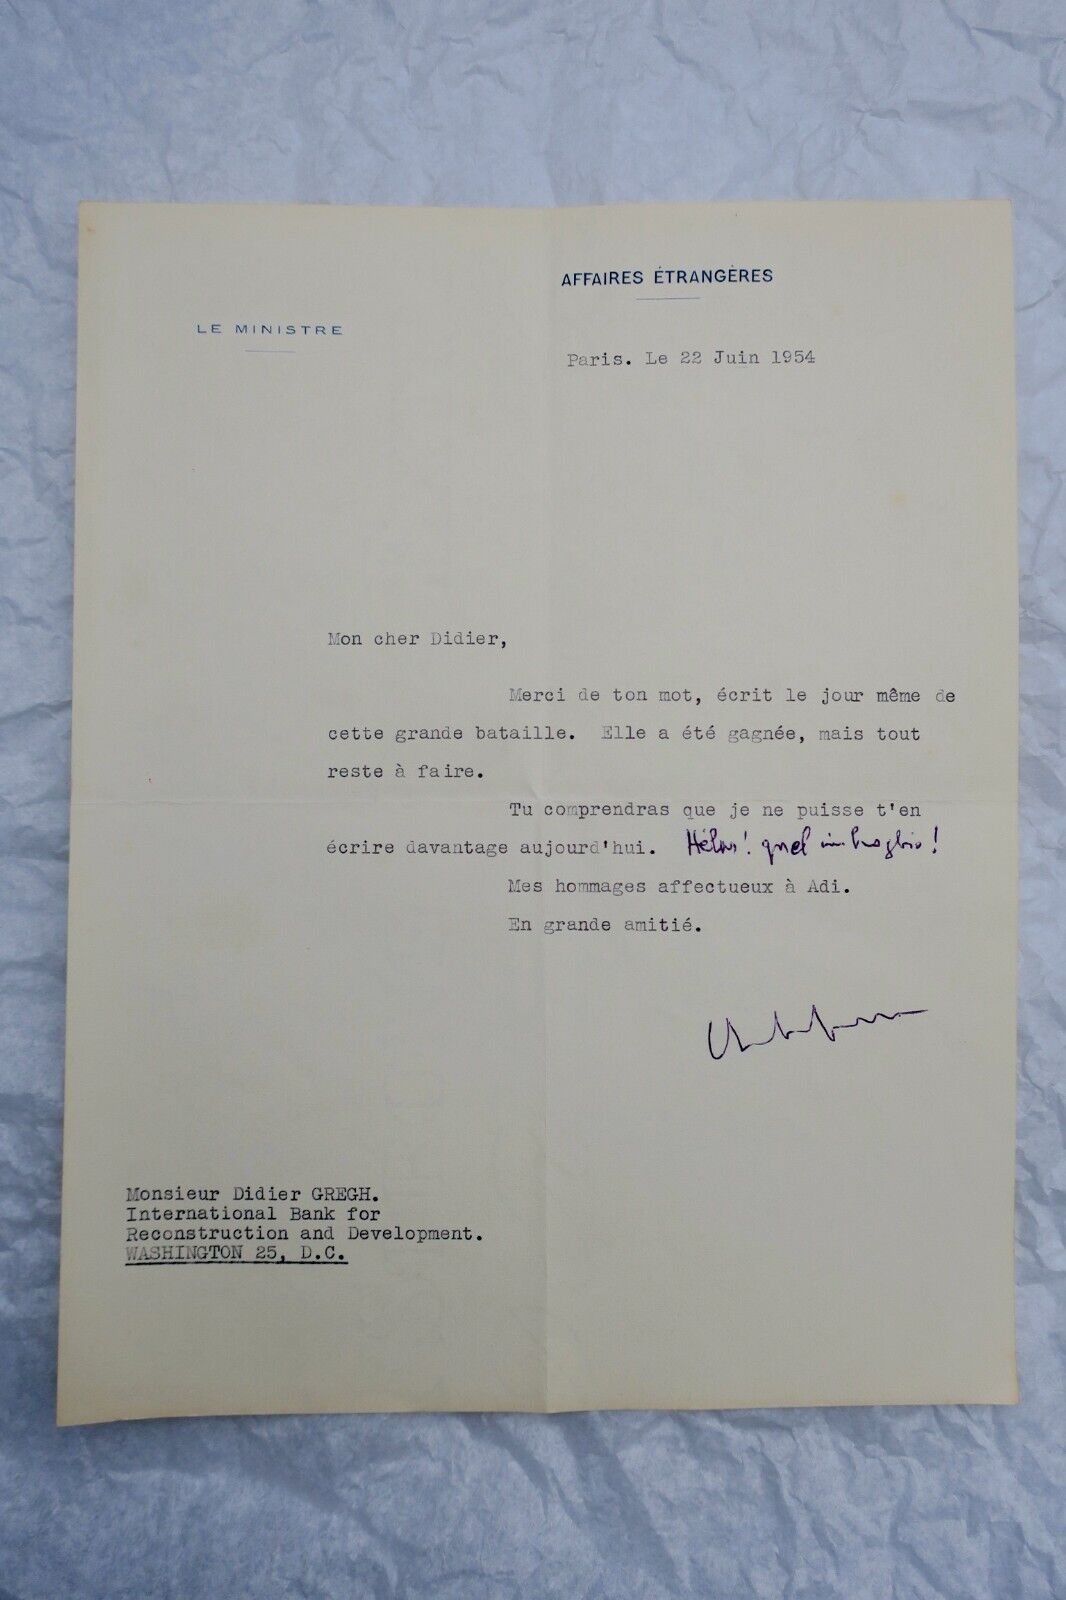 AFFAIRES ÉTRANGÈRES
LE MINISTRE
Paris. Le 22 Juin 1954
Mon cher Didier,
Merci de ton mot, écrit le jour même de
cette grande bataille. Elle a été gagnée, mais tout
reste à faire.
Tu comprendras que je ne puisse t'en
écrire davantage aujourd'hui. Hélas! quel imbroglio!
Mes hommages affectueux à Adi.
En grande amitié.
Monsieur Didier GREGH.
International Bank for
Reconstruction and Development.
WASHINGTON 25, D.C.